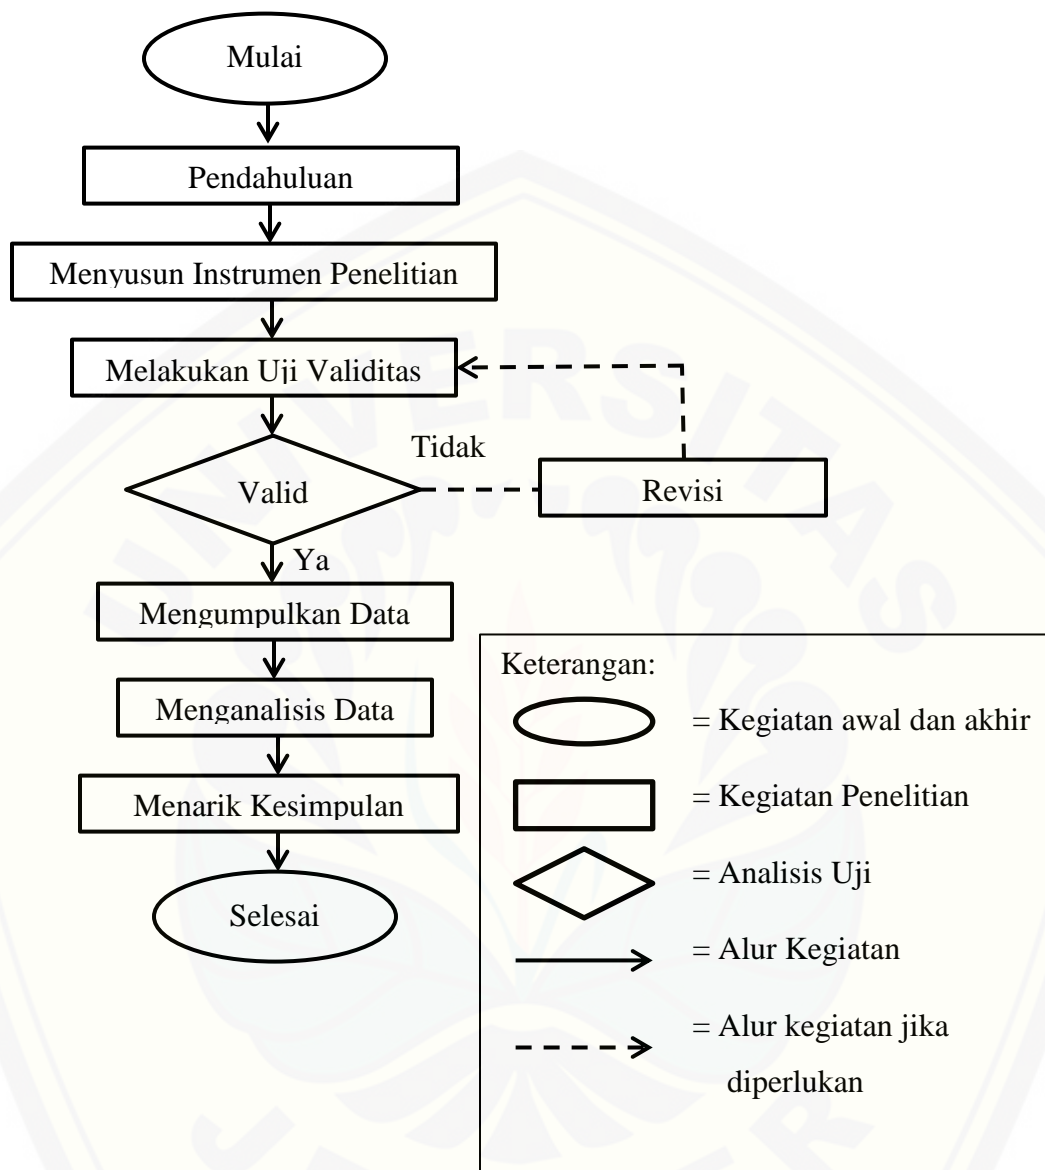 Mulai
Pendahuluan
Menyusun Instrumen Penelitian
Melakukan Uji Validitas
Tidak
Valid
Revisi
Ya
Mengumpulkan Data
Menganalisis Data
Menarik Kesimpulan
Selesai
Keterangan:
= Kegiatan awal dan akhir
= Kegiatan Penelitian
= Analisis Uji
= Alur Kegiatan
= Alur kegiatan jika
diperlukan
UNIVERSITAS